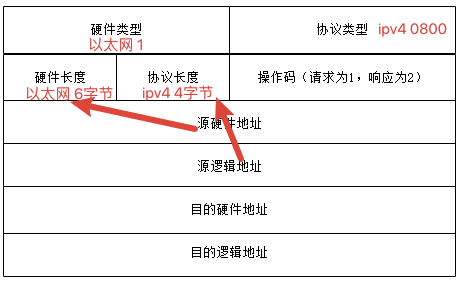 硬件类型
以太网 1
协议类型 ipv4 0800
硬件长度
以太网 6字节
协议长度
ipv4 4字节
操作码（请求为1，响应为2）
源硬件地址
源逻辑地址
目的硬件地址
目的逻辑地址